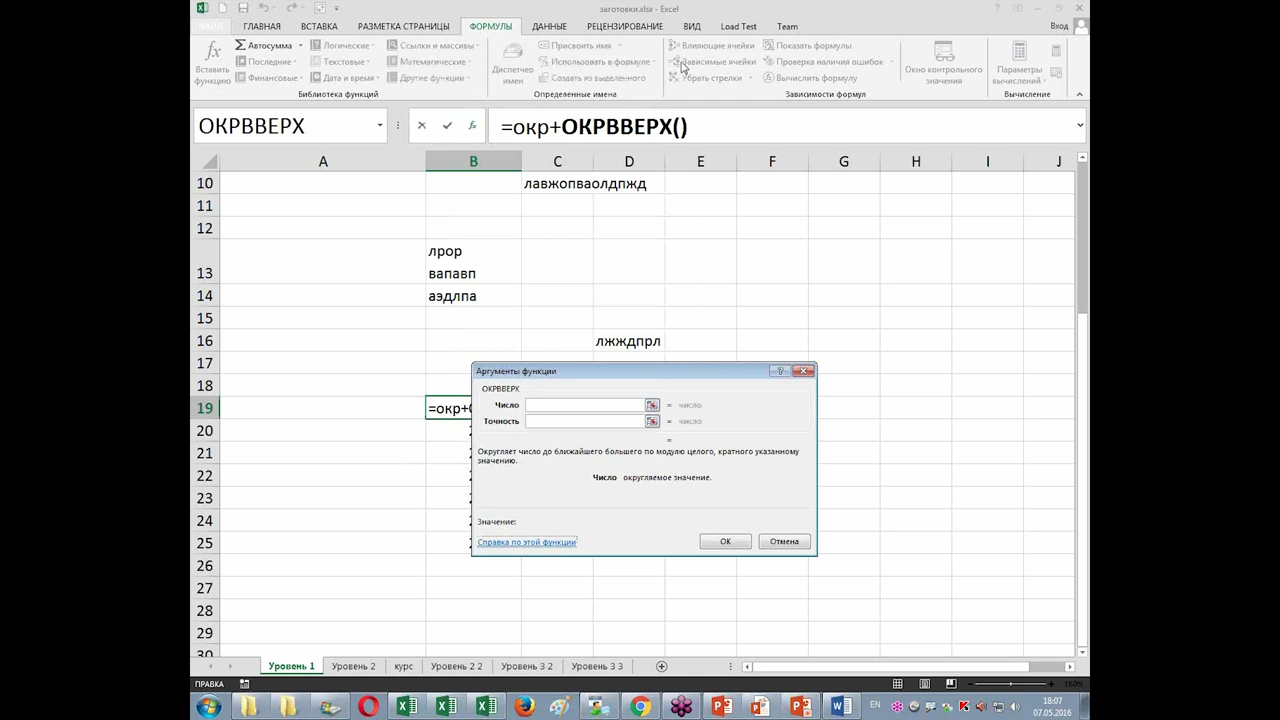 заготовки.xlsx - Excel
ФАЙЛ ГЛАВНАЯ ВСТАВКА РАЗМЕТКА СТРАНИЦЫ ФОРМУЛЫ ДАННЫЕ РЕЦЕНЗИРОВАНИЕ ВИД Load Test Team Вход
Вставить функцию
Автосумма
Последние
Финансовые
Логические
Текстовые
Дата и время
Ссылки и массивы
Математические
Другие функции
Библиотека функций
Диспетчер имен
Присвоить имя
Использовать в формуле
Создать из выделенного
Определенные имена
Влияющие ячейки
Зависимые ячейки
Убрать стрелки
Показать формулы
Проверка наличия ошибок
Вычислить формулу
Зависимости формул
Окно контрольного значения
Параметры вычислений
Вычисление
ОКРВВЕРХ fx =окр+ОКРВВЕРХ()
A B C D E F G H I J
10 лавжопваолдпжд
11
12
лрор
13 вапавп
14 аэдлпа
15
16 лжждпрл
17
18
19 =окр+
20
21
22
23
24
25
26
27
28
29
30
Аргументы функции
ОКРВВЕРХ
Число = число
Точность = число
=
Округляет число до ближайшего большего по модулю целого, кратного указанному
значению.
Число округляемое значение.
Значение:
Справка по этой функции ОК Отмена
Уровень 1 Уровень 2 курс Уровень 2 2 Уровень 3 2 Уровень 3 3
ПРАВКА 160%
EN 18:07
07.05.2016